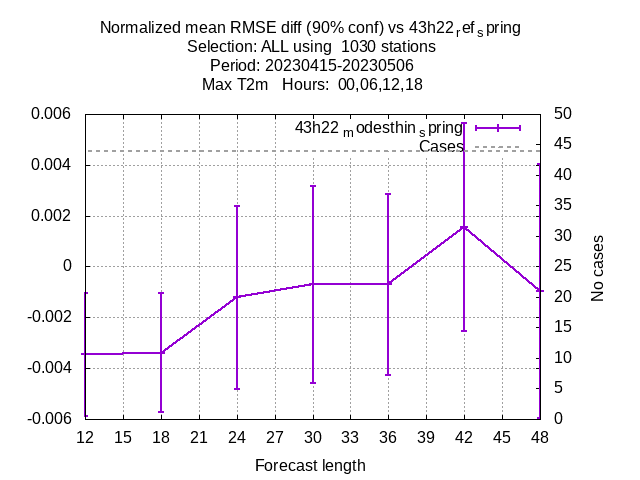 Normalized mean RMSE diff (90% conf) vs 43h22refspring
Selection: ALL using  1030 stations
Period: 20230415-20230506
Max T2m   Hours:  00,06,12,18
0.006
0.004
0.002
0
-0.002
-0.004
-0.006
43h22modesthinspring
Cases
50
45
40
35
30
25
20
15
10
5
0
No cases
12 15 18 21 24 27 30 33 36 39 42 45 48
Forecast length